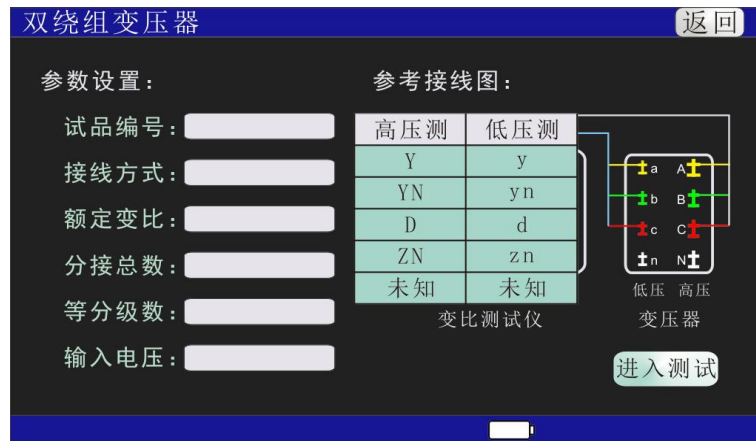 双绕组变压器 返回
参数设置： 参考接线图：
试品编号：
接线方式：
额定变比：
分接总数：
等分级数：
输入电压：
高压测 低压测
Y y
YN yn
D d
ZN zn
未知 未知
变比测试仪
a A
b B
c C
n N
低压 高压
变压器
进入测试